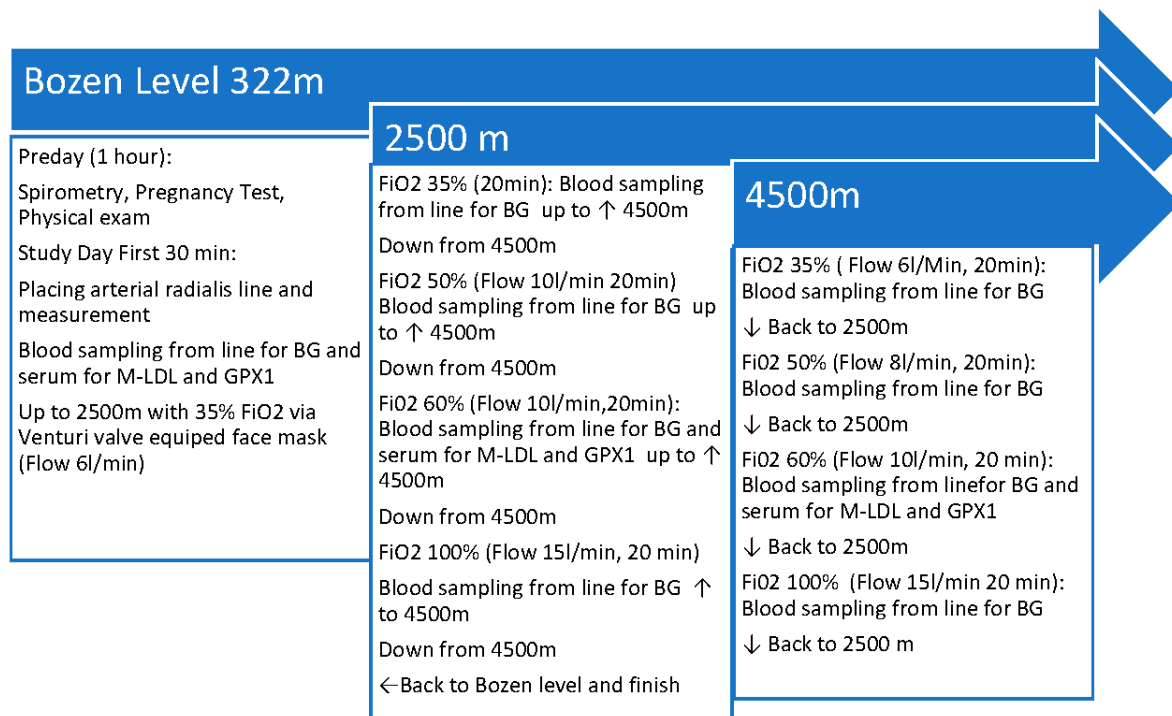 Bozen Level 322m
Preday (1 hour):
Spirometry, Pregnancy Test,
Physical exam
Study Day First 30 min:
Placing arterial radialis line and
measurement
Blood sampling from line for BG and
serum for M-LDL and GPX1
Up to 2500m with 35% FiO2 via
Venturi valve equiped face mask
(Flow 6l/min)
2500 m
FiO2 35% (20min): Blood sampling
from line for BG up to ↑ 4500m
Down from 4500m
FiO2 50% (Flow 10l/min 20min)
Blood sampling from line for BG up
to ↑ 4500m
Down from 4500m
Fi02 60% (Flow 10l/min,20min):
Blood sampling from line for BG and
serum for M-LDL and GPX1 up to ↑
4500m
Down from 4500m
FiO2 100% (Flow 15l/min, 20 min)
Blood sampling from line for BG ↑
to 4500m
Down from 4500m
←Back to Bozen level and finish
4500m
FiO2 35% ( Flow 6l/Min, 20min):
Blood sampling from line for BG
↓ Back to 2500m
FiO2 50% (Flow 8l/min, 20min):
Blood sampling from line for BG
↓ Back to 2500m
Fi02 60% (Flow 10l/min, 20 min):
Blood sampling from linefor BG and
serum for M-LDL and GPX1
↓ Back to 2500m
Fi02 100% (Flow 15l/min 20 min):
Blood sampling from line for BG
↓ Back to 2500 m